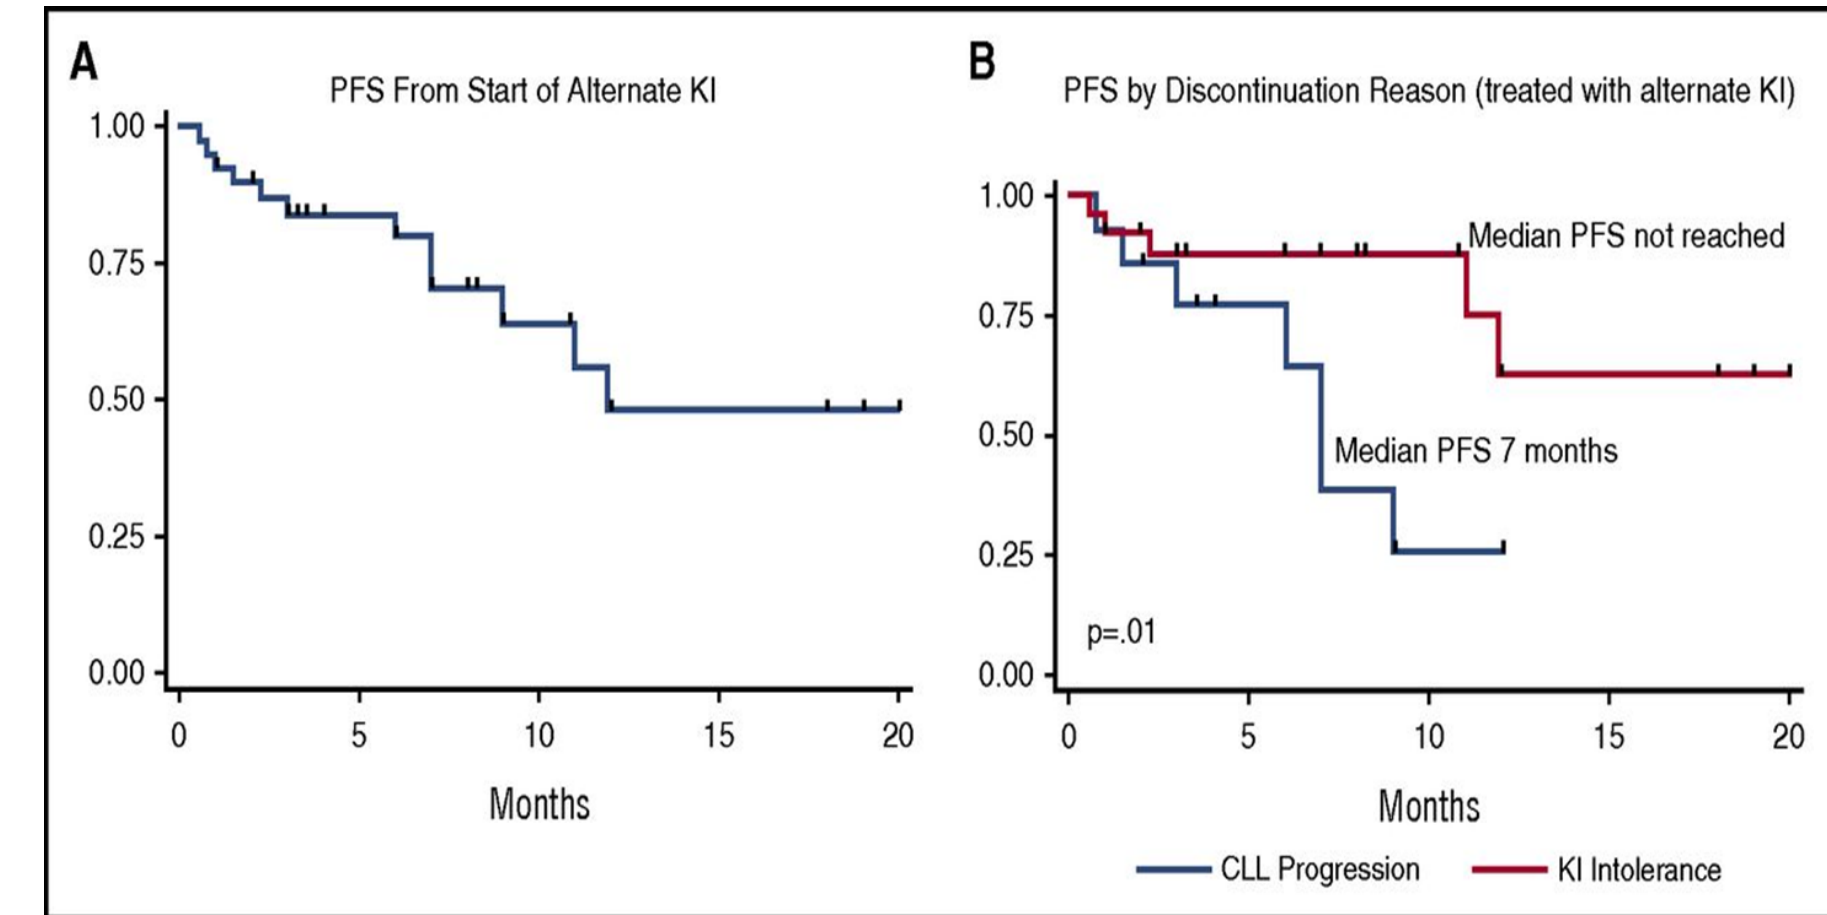 A
PFS From Start of Alternate KI
1.00
0.75
0.50
0.25
0.00
0 5 10 15 20
Months
B
PFS by Discontinuation Reason (treated with alternate KI)
1.00
0.75
0.50
0.25
0.00
Median PFS not reached
Median PFS 7 months
p=.01
0 5 10 15 20
Months
CLL Progression KI Intolerance